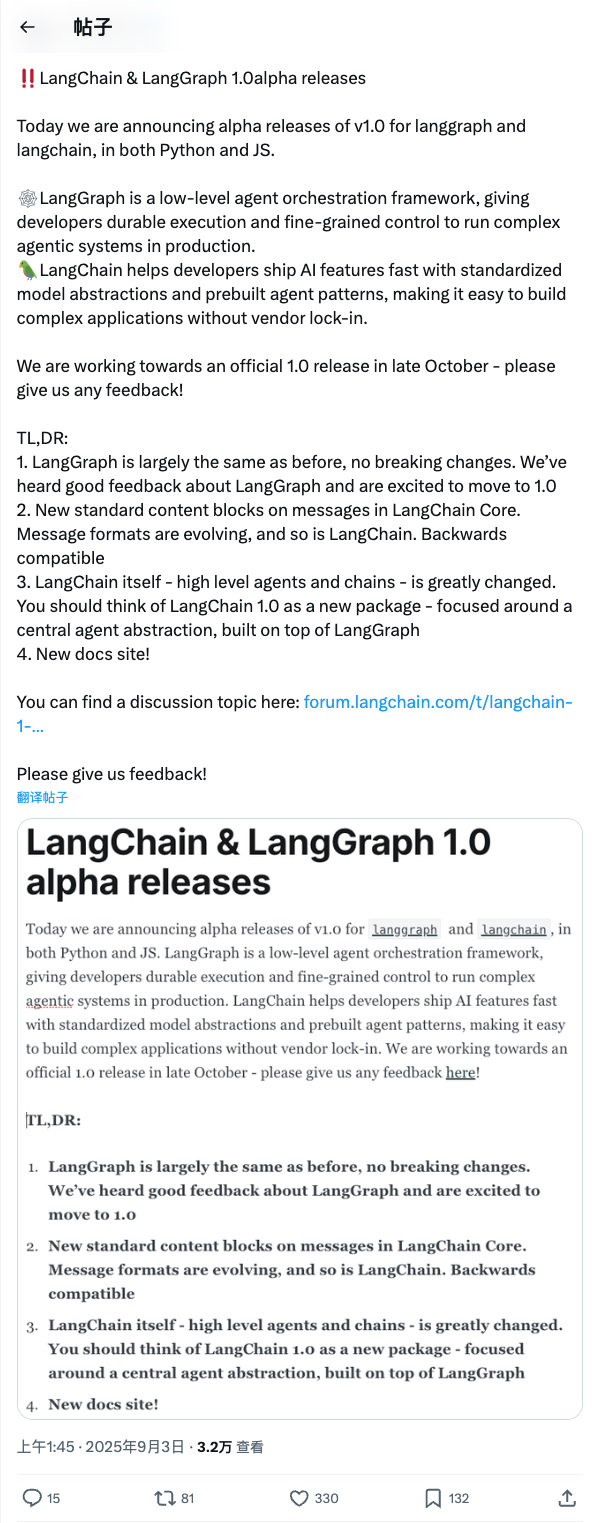 帖子
‼️LangChain & LangGraph 1.0alpha releases
Today we are announcing alpha releases of v1.0 for langgraph and
langchain, in both Python and JS.
🕸️LangGraph is a low-level agent orchestration framework, giving
developers durable execution and fine-grained control to run complex
agentic systems in production.
🦜LangChain helps developers ship AI features fast with standardized
model abstractions and prebuilt agent patterns, making it easy to build
complex applications without vendor lock-in.
We are working towards an official 1.0 release in late October - please
give us any feedback!
TL,DR:
1. LangGraph is largely the same as before, no breaking changes. We’ve
heard good feedback about LangGraph and are excited to move to 1.0
2. New standard content blocks on messages in LangChain Core.
Message formats are evolving, and so is LangChain. Backwards
compatible
3. LangChain itself - high level agents and chains - is greatly changed.
You should think of LangChain 1.0 as a new package - focused around a
central agent abstraction, built on top of LangGraph
4. New docs site!
You can find a discussion topic here: forum.langchain.com/t/langchain-
1-…
Please give us feedback!
翻译帖子
LangChain & LangGraph 1.0
alpha releases
Today we are announcing alpha releases of v1.0 for langgraph and langchain, in
both Python and JS. LangGraph is a low-level agent orchestration framework,
giving developers durable execution and fine-grained control to run complex
agentic systems in production. LangChain helps developers ship AI features fast
with standardized model abstractions and prebuilt agent patterns, making it easy
to build complex applications without vendor lock-in. We are working towards an
official 1.0 release in late October - please give us any feedback here!
TL,DR:
1. LangGraph is largely the same as before, no breaking changes.
We’ve heard good feedback about LangGraph and are excited to
move to 1.0
2. New standard content blocks on messages in LangChain Core.
Message formats are evolving, and so is LangChain. Backwards
compatible
3. LangChain itself - high level agents and chains - is greatly changed.
You should think of LangChain 1.0 as a new package - focused
around a central agent abstraction, built on top of LangGraph
4. New docs site!
上午1:45 · 2025年9月3日 · 3.2万 查看
15 81 330 132